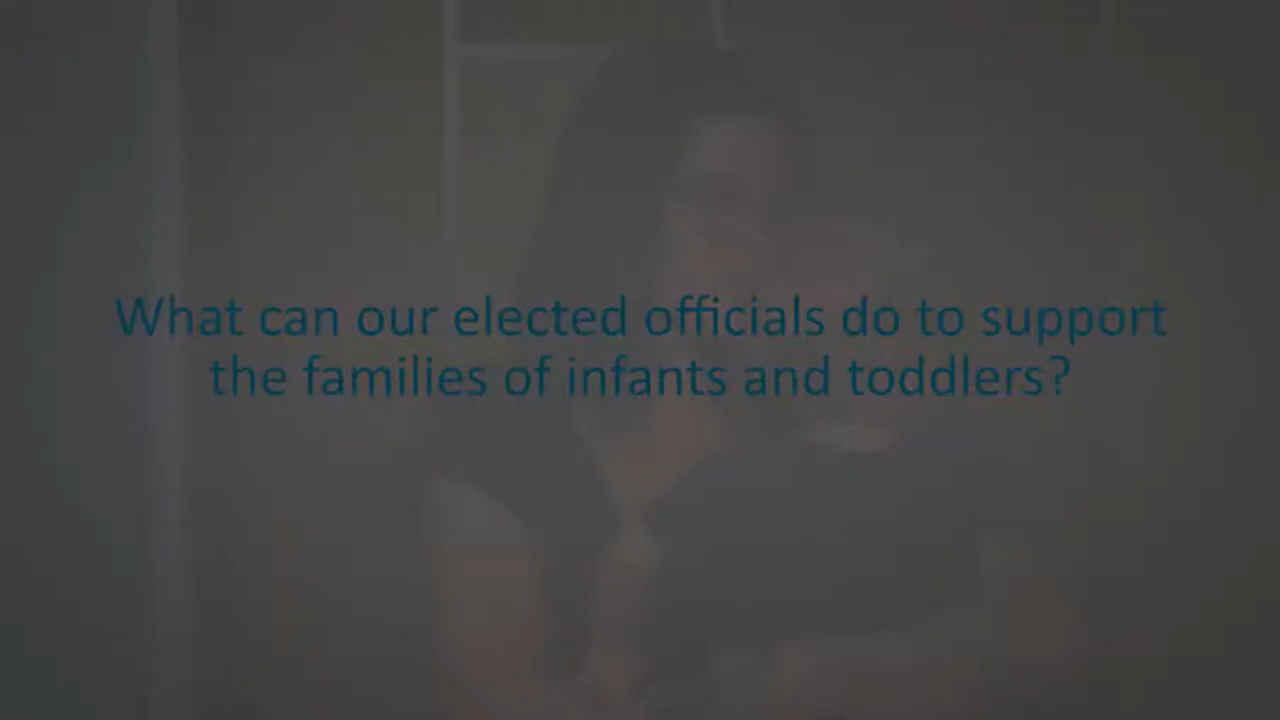 What can our elected officials do to support
the families of infants and toddlers?